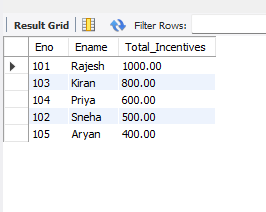 Result Grid Filter Rows:
Eno Ename Total_Incentives
101 Rajesh 1000.00
103 Kiran 800.00
104 Priya 600.00
102 Sneha 500.00
105 Aryan 400.00